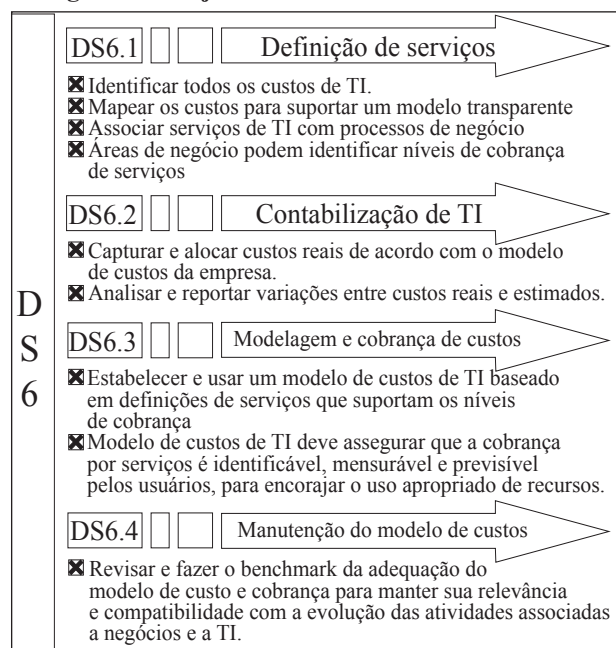 DS6.1 Definição de serviços
Identificar todos os custos de TI.
Mapear os custos para suportar um modelo transparente
Associar serviços de TI com processos de negócio
Áreas de negócio podem identificar níveis de cobrança
de serviços
DS6.2 Contabilização de TI
Capturar e alocar custos reais de acordo com o modelo
de custos da empresa.
Analisar e reportar variações entre custos reais e estimados.
D
S
6
DS6.3 Modelagem e cobrança de custos
Estabelecer e usar um modelo de custos de TI baseado
em definições de serviços que suportam os níveis
de cobrança
Modelo de custos de TI deve assegurar que a cobrança
por serviços é identificável, mensurável e previsível
pelos usuários, para encorajar o uso apropriado de recursos.
DS6.4 Manutenção do modelo de custos
Revisar e fazer o benchmark da adequação do
modelo de custo e cobrança para manter sua relevância
e compatibilidade com a evolução das atividades associadas
a negócios e a TI.